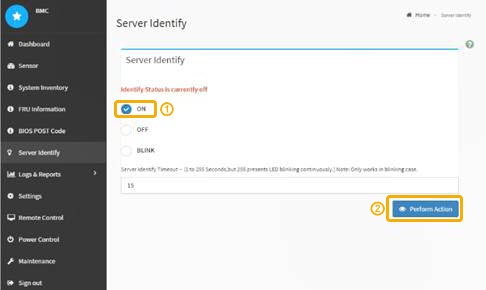 BMC
Dashboard
Sensor
System Inventory
FRU Information
BIOS POST Code
Server Identify
Logs & Reports
Settings
Remote Control
Power Control
Maintenance
Sign out
Server Identify
Home - Server Identify
Server Identify
Identify Status is currently off
ON 1
OFF
BLINK
Server Identify Timeout -- (1 to 255 Seconds,but 255 presents LED blinking continuously.) Note: Only works in blinking case.
15
2 Perform Action